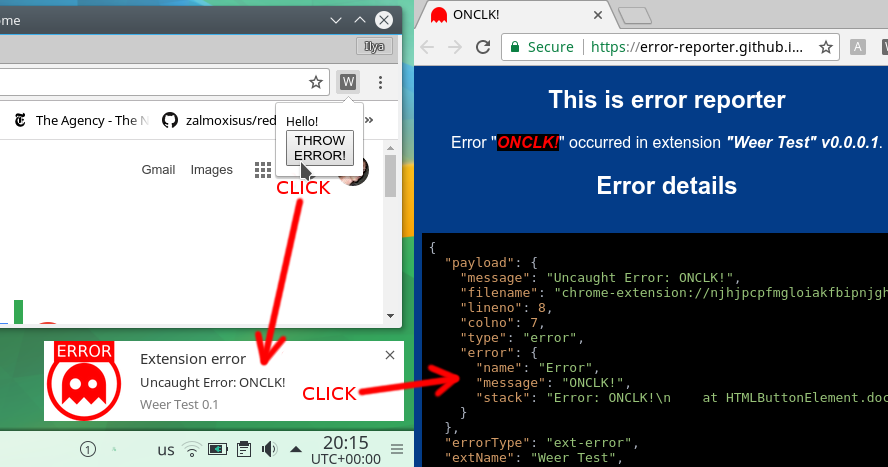 ome
Ilya
W
The Agency - The N
zalmoxisus/red
»
Hello!
THROW
ERROR!
Gmail
Images
CLICK
ERROR
Extension error
Uncaught Error: ONCLK!
Weer Test 0.1
CLICK
1
us
20:15
UTC+00:00
ONCLK!
Secure
https://error-reporter.github.i...
A
This is error reporter
Error "ONCLK!" occurred in extension "Weer Test" v0.0.0.1.
Error details
{
"payload": {
"message": "Uncaught Error: ONCLK!",
"filename": "chrome-extension://njhjpcpfmgloiakfbipnjgh
"lineno": 8,
"colno": 7,
"type": "error",
"error": {
"name": "Error",
"message": "ONCLK!",
"stack": "Error: ONCLK!\n    at HTMLButtonElement.doc
}
},
"errorType": "ext-error",
"extName": "Weer Test",